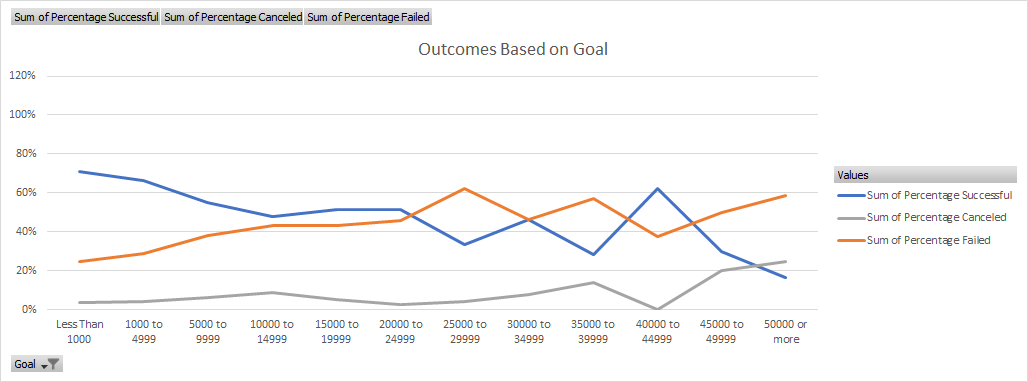 Sum of Percentage Successful Sum of Percentage Canceled Sum of Percentage Failed
Outcomes Based on Goal
120%
100%
80%
60%
40%
20%
0%
Less Than
1000
1000 to
4999
5000 to
9999
10000 to
14999
15000 to
19999
20000 to
24999
25000 to
29999
30000 to
34999
35000 to
39999
40000 to
44999
45000 to
49999
50000 or
more
Values
Sum of Percentage Successful
Sum of Percentage Canceled
Sum of Percentage Failed
Goal